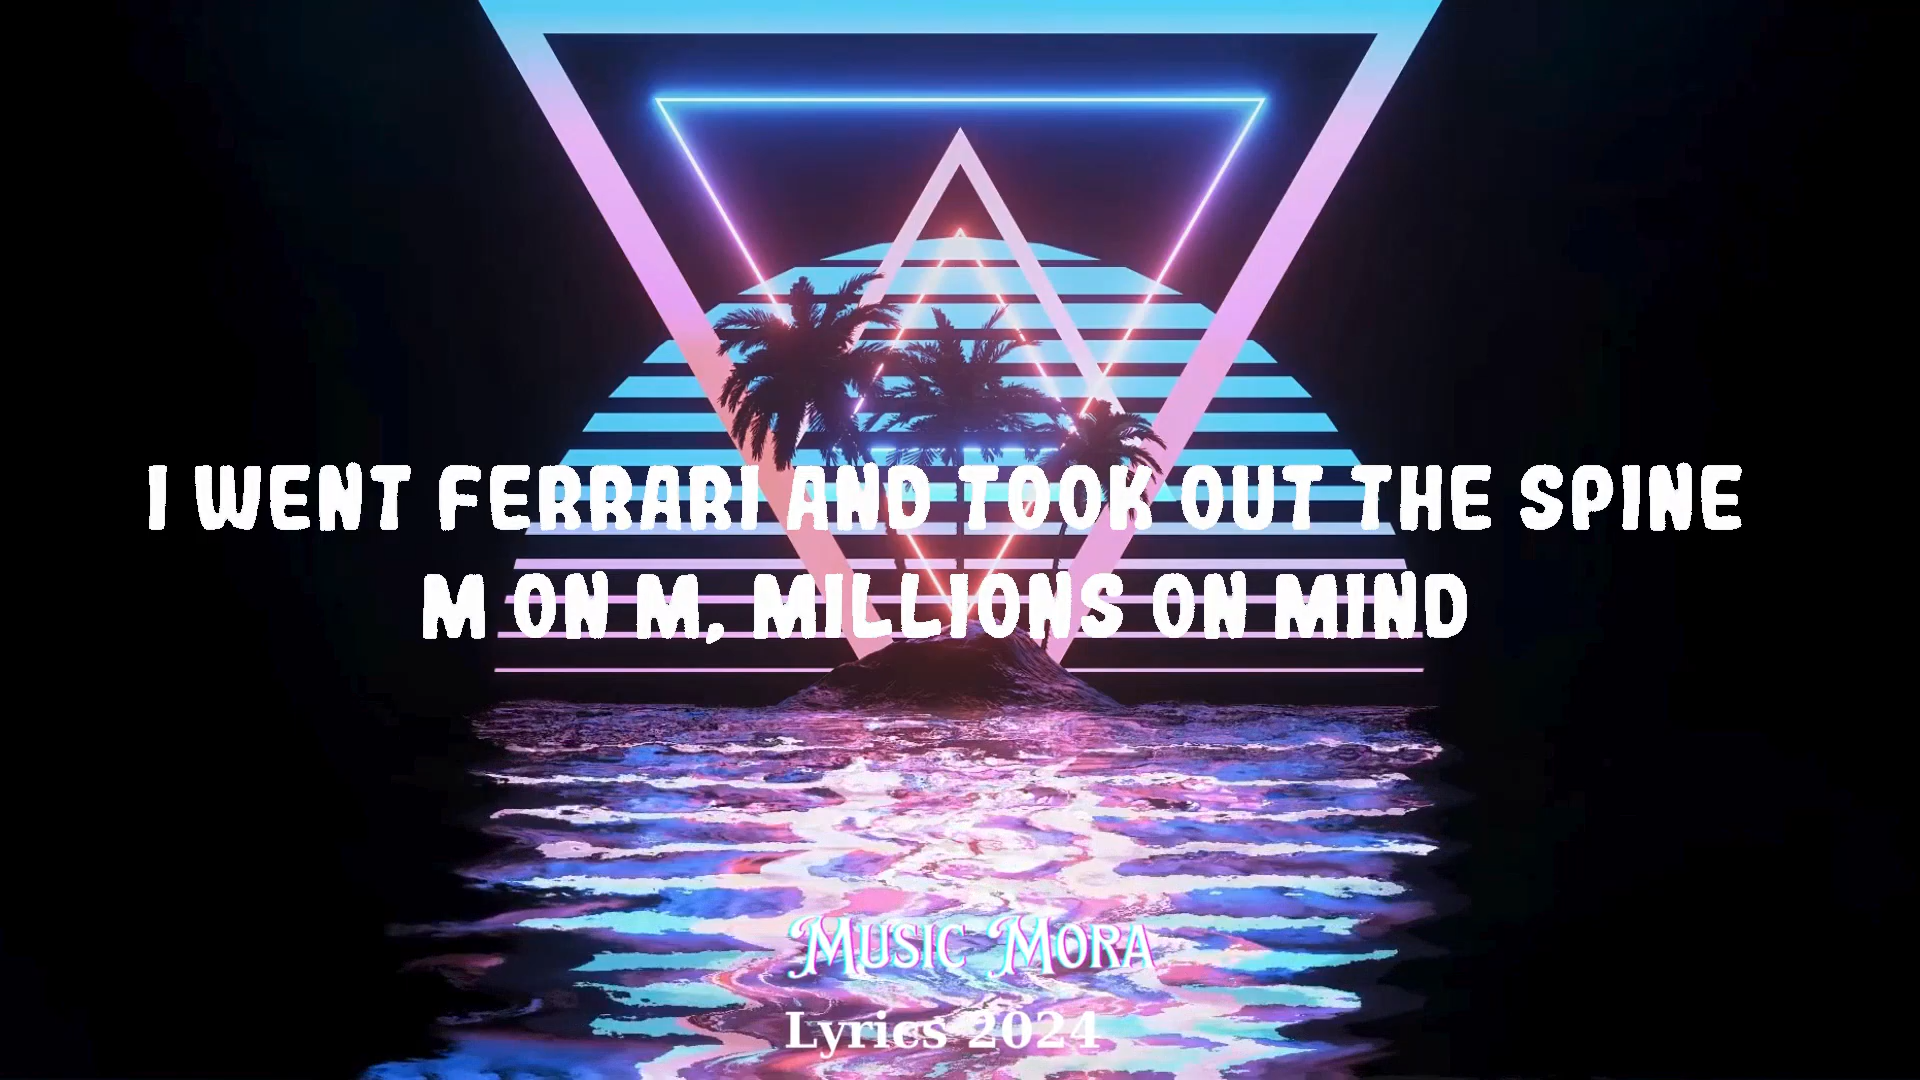 I WENT FERRARI AND TOOK OUT THE SPINE
M ON M, MILLIONS ON MIND
Music Mora
Lyrics 2024